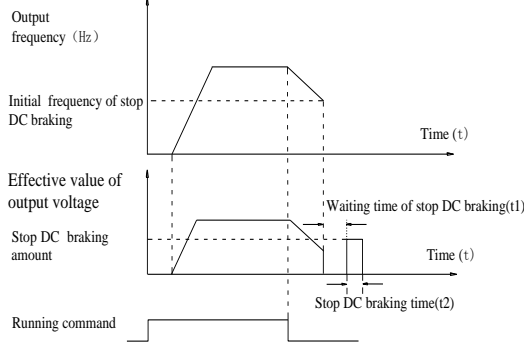 Output
frequency (Hz)
Initial frequency of stop
DC braking
Time (t)
Effective value of
output voltage
Waiting time of stop DC braking(t1)
Stop DC braking
amount
Time (t)
Stop DC braking time(t2)
Running command